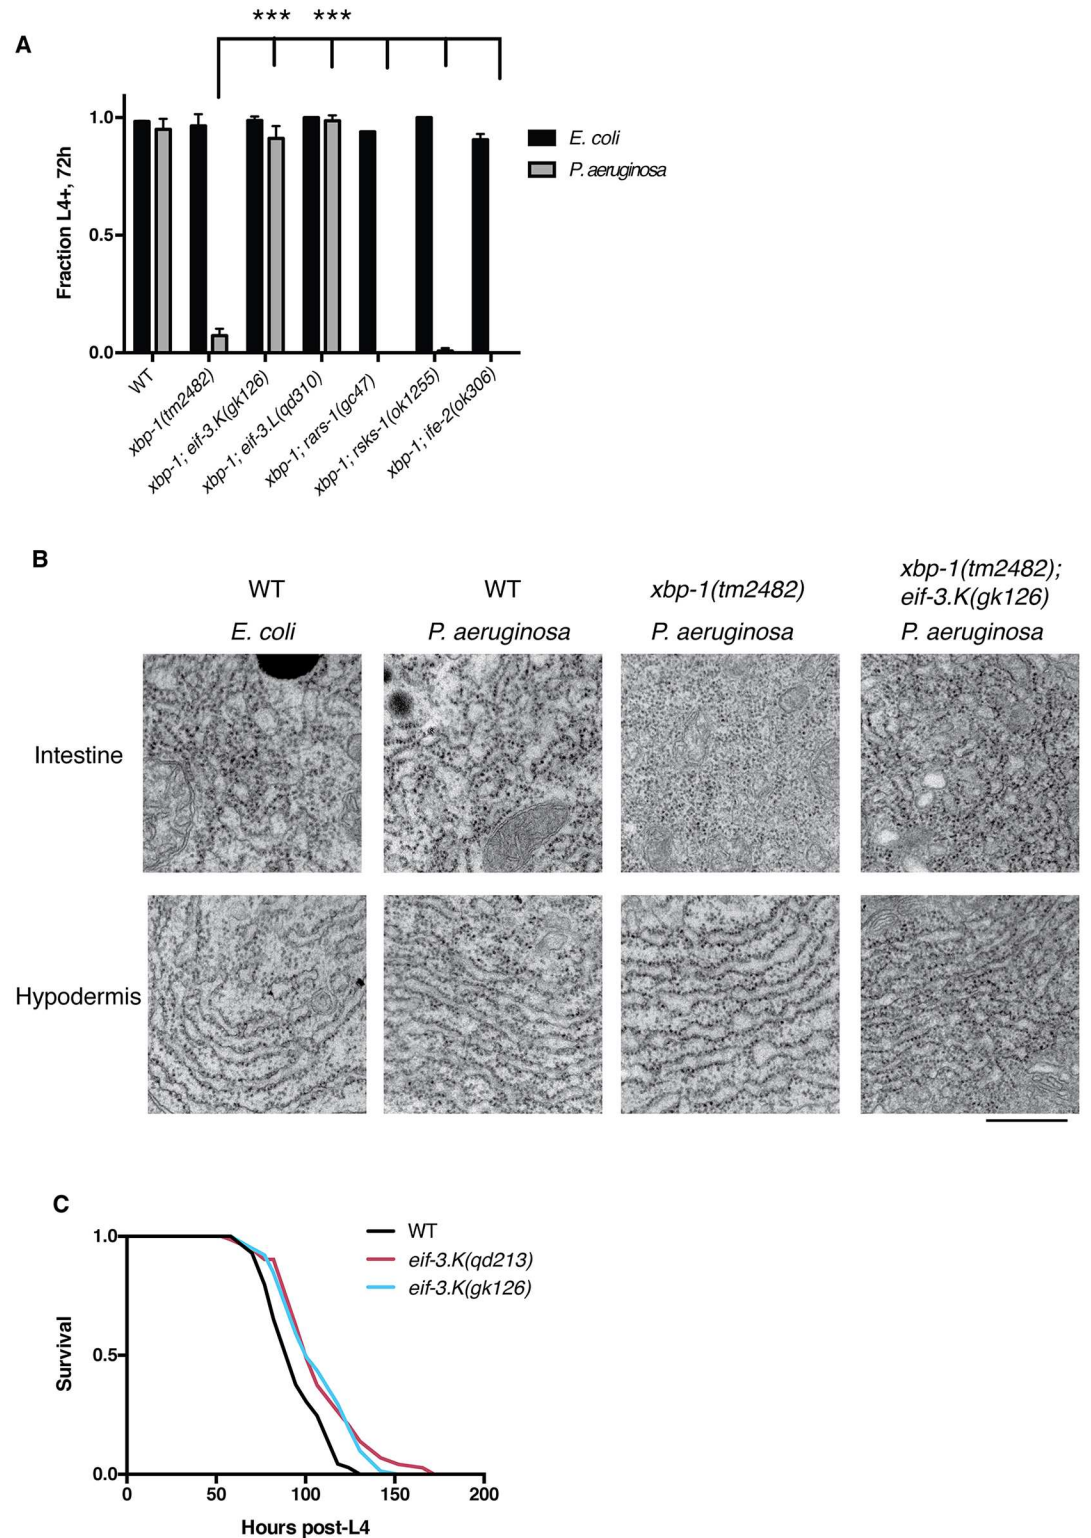 A
*** ***
1.0
0.5
0.0
Fraction L4+, 72h
E. coli
P. aeruginosa
WT
xbp-1(tm2482)
xbp-1; eif-3.K(gk126)
xbp-1; eif-3.L(qd310)
xbp-1; rars-1(gc47)
xbp-1; rsks-1(ok1255)
xbp-1; ife-2(ok306)
B
WT
E. coli
WT
P. aeruginosa
xbp-1(tm2482)
P. aeruginosa
xbp-1(tm2482);
eif-3.K(gk126)
P. aeruginosa
Intestine
Hypodermis
C
WT
eif-3.K(qd213)
eif-3.K(gk126)
1.0
0.5
0.0
Survival
0 50 100 150 200
Hours post-L4